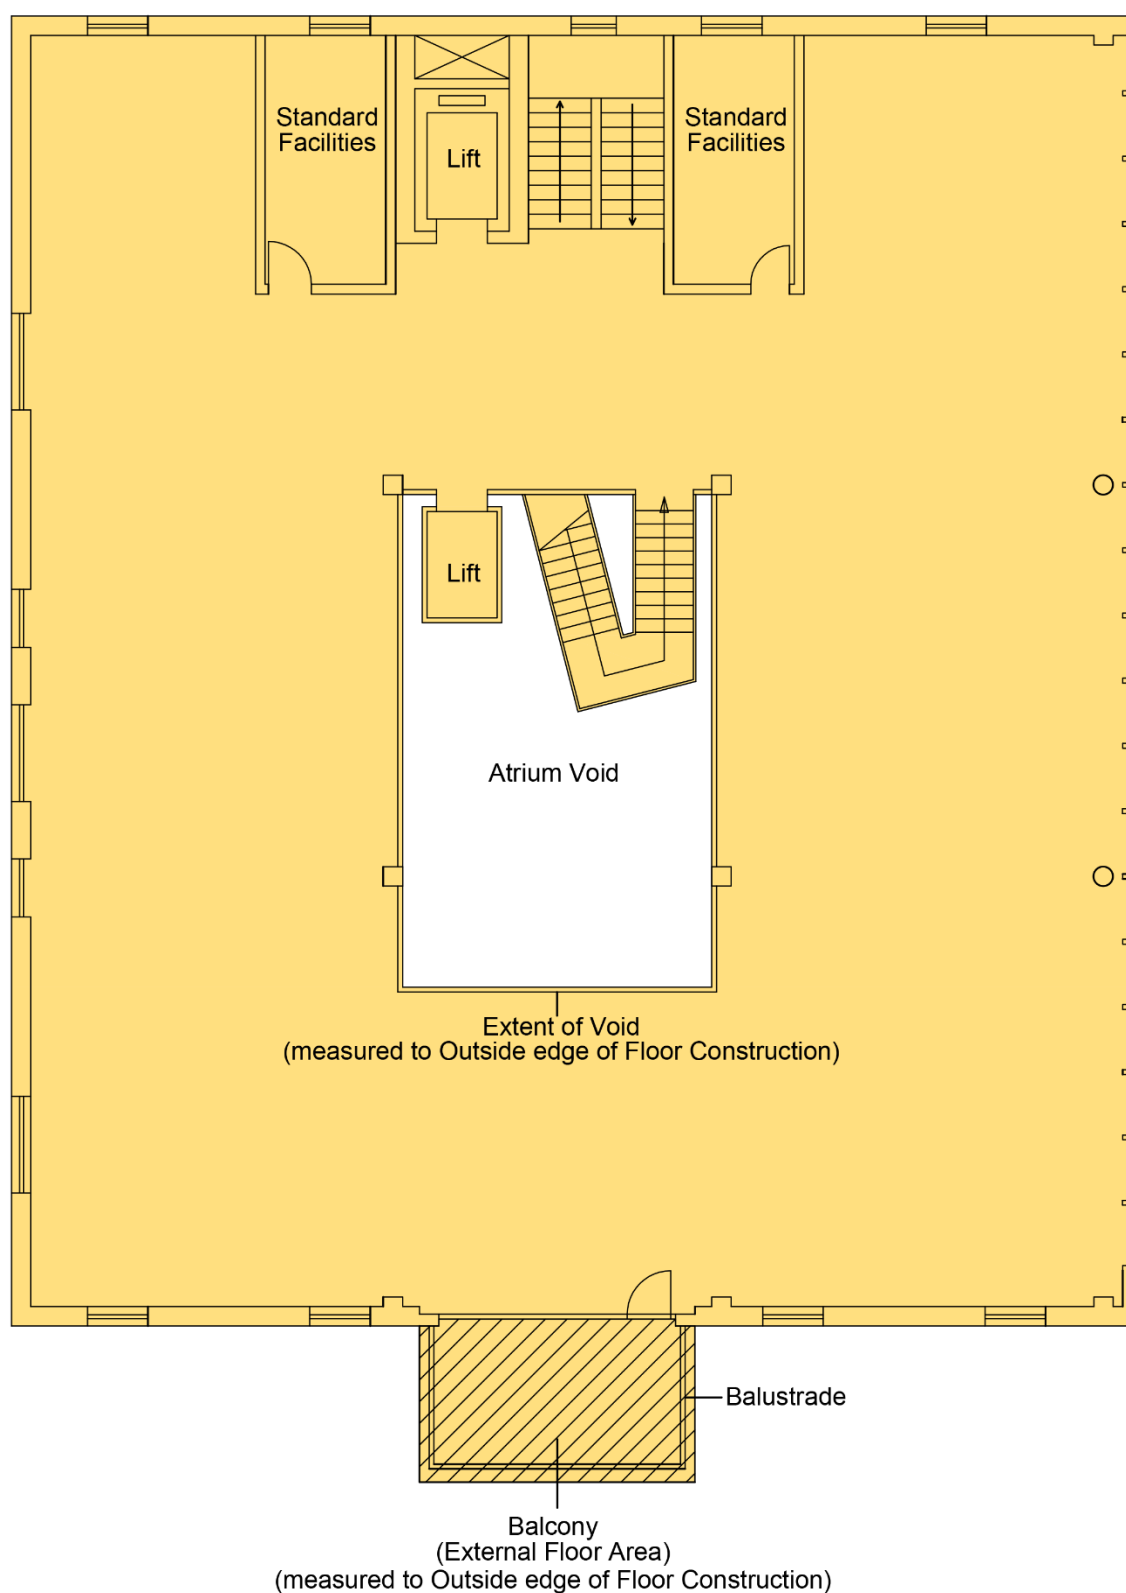 Standard
Facilities
Lift
Standard
Facilities
Lift
Atrium Void
Extent of Void
(measured to Outside edge of Floor Construction)
Balustrade
Balcony
(External Floor Area)
(measured to Outside edge of Floor Construction)